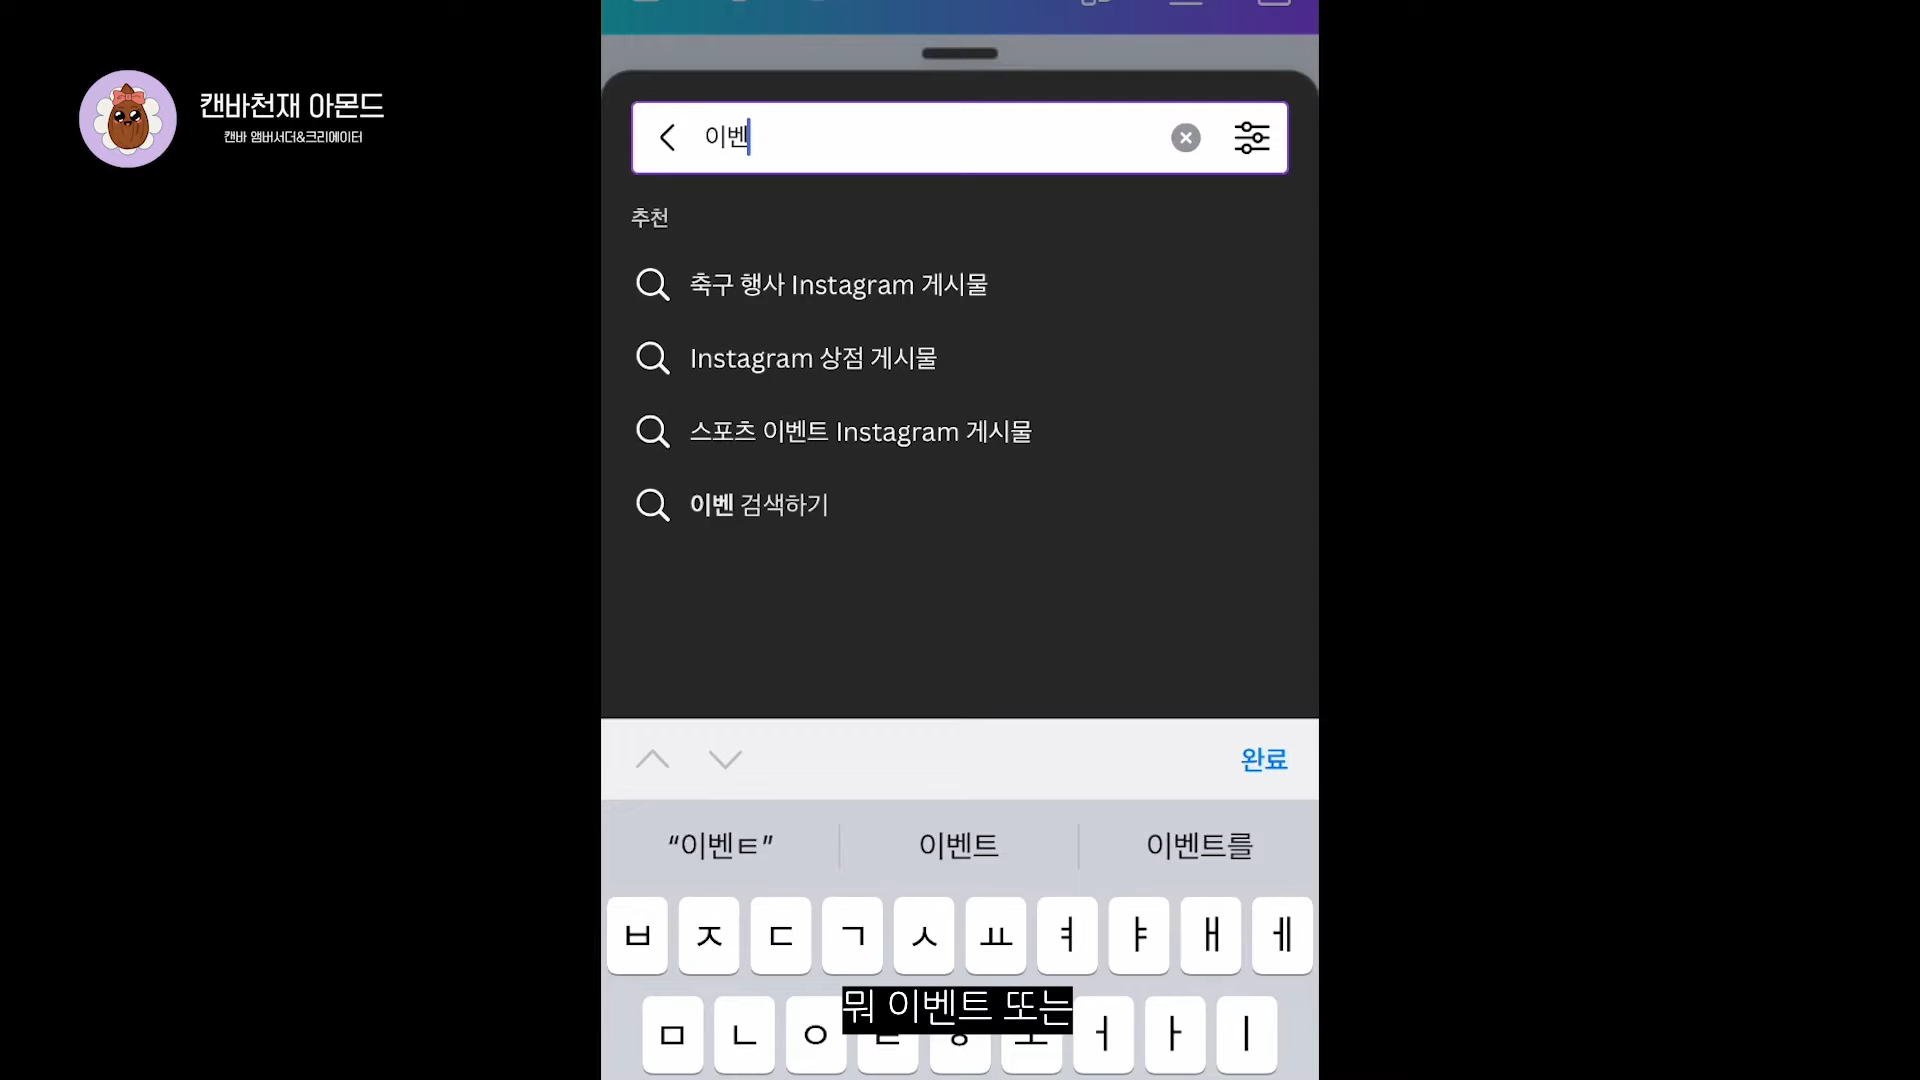 캔바천재 아몬드
캔바 앰버서더&크리에이터
이벤
추천
축구 행사 Instagram 게시물
Instagram 상점 게시물
스포츠 이벤트 Instagram 게시물
이벤 검색하기
완료
“이벤ㅌ” 이벤트 이벤트를
ㅂ ㅈ ㄷ ㄱ ㅅ ㅛ ㅕ ㅑ ㅐ ㅔ
ㅁ ㄴ ㅇ ㅓ ㅏ ㅣ
뭐 이벤트 또는